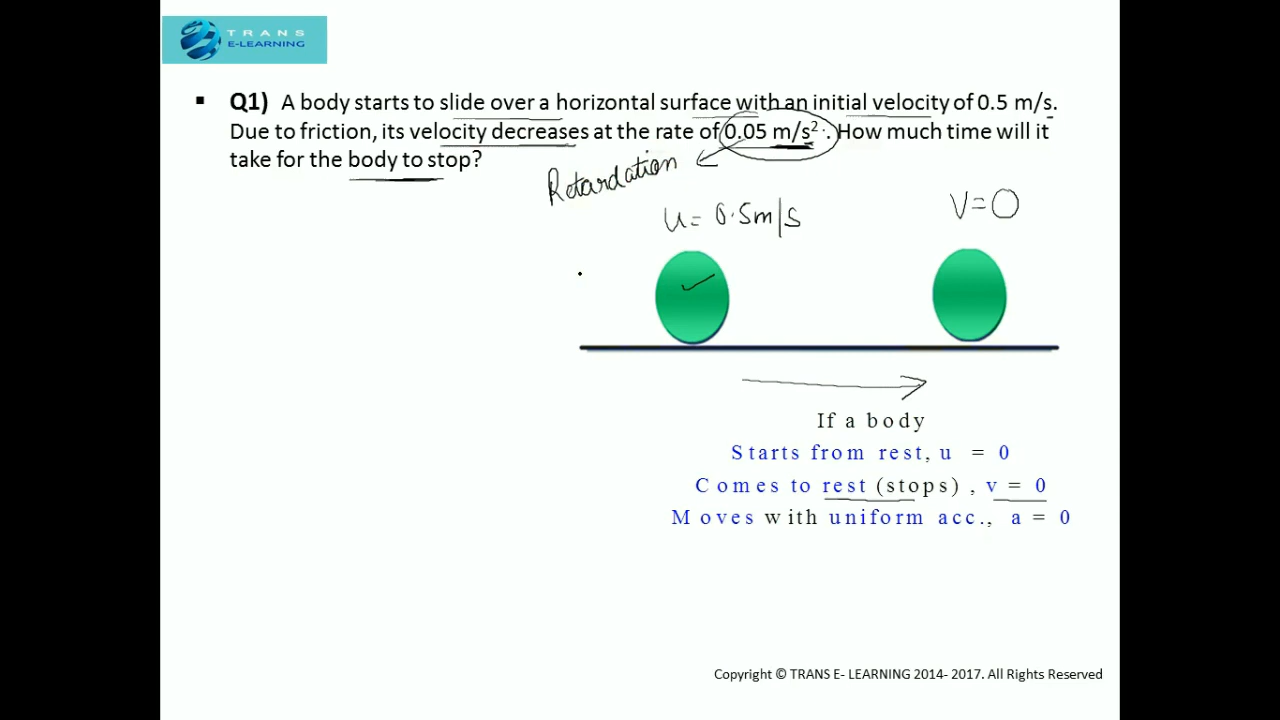 TRANS
E-LEARNING
▪ Q1) A body starts to slide over a horizontal surface with an initial velocity of 0.5 m/s.
Due to friction, its velocity decreases at the rate of 0.05 m/s². How much time will it
take for the body to stop?
Retardation
u= 0.5m/s
V=0
If a body
Starts from rest, u = 0
Comes to rest (stops) , v = 0
Moves with uniform acc., a = 0
Copyright © TRANS E- LEARNING 2014- 2017. All Rights Reserved